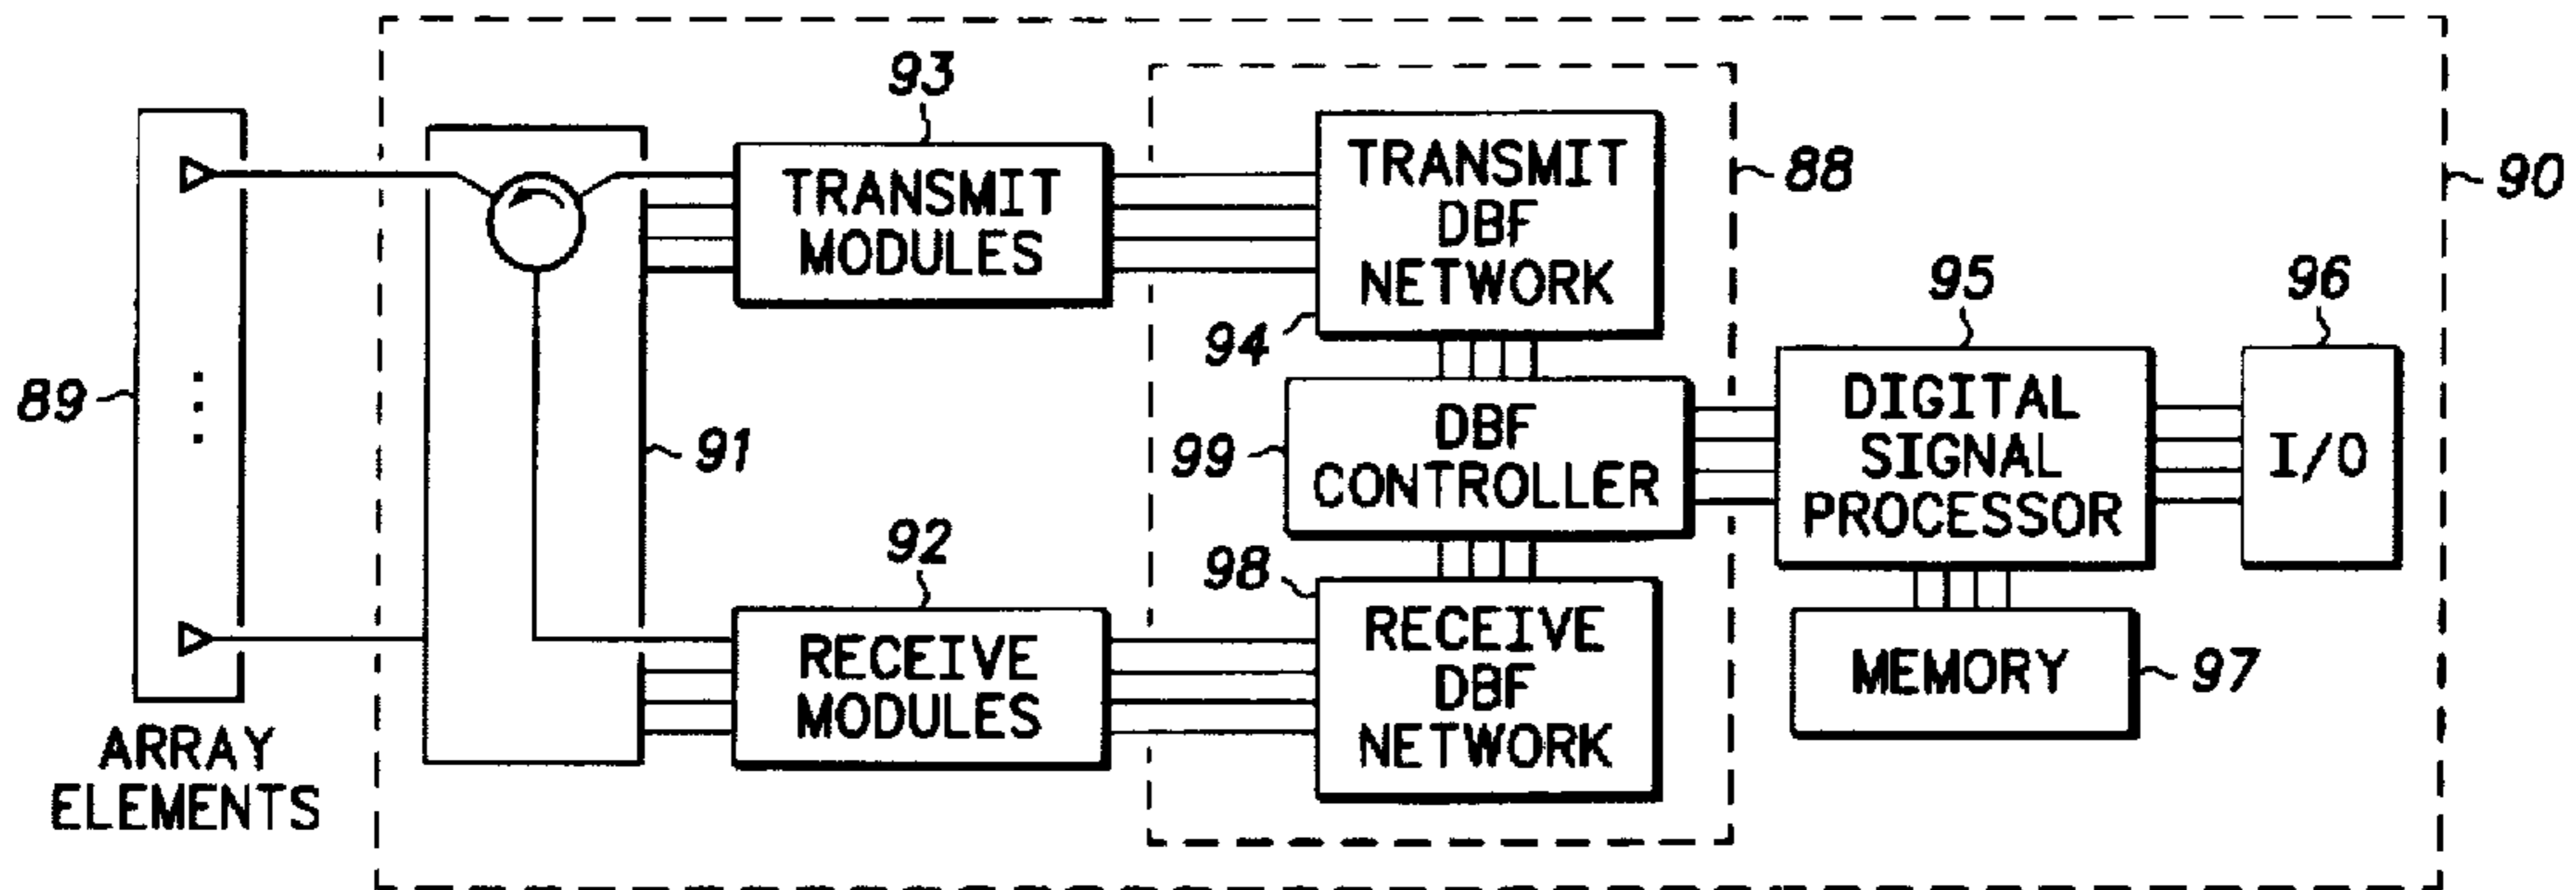 93
TRANSMIT
MODULES
TRANSMIT
DBF
NETWORK
94
88
90
89
ARRAY
ELEMENTS
91
99
DBF
CONTROLLER
95
DIGITAL
SIGNAL
PROCESSOR
96
I/O
92
RECEIVE
MODULES
98
RECEIVE
DBF
NETWORK
MEMORY
97